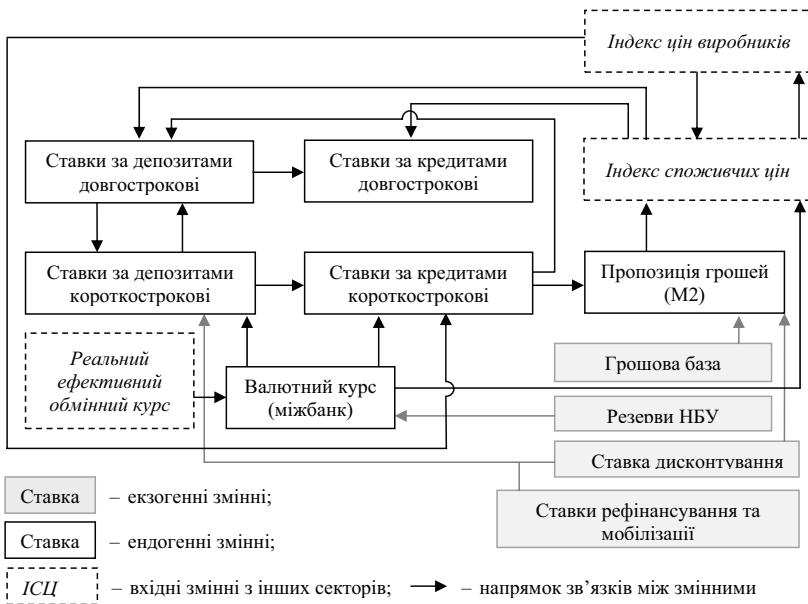 Індекс цін виробників
Ставки за депозитами
довгострокові
Ставки за кредитами
довгострокові
Індекс споживчих цін
Ставки за депозитами
короткострокові
Ставки за кредитами
короткострокові
Пропозиція грошей
(М2)
Реальний
ефективний
обмінний курс
Валютний курс
(міжбанк)
Грошова база
Резерви НБУ
Ставка дисконтування
Ставки рефінансування та
мобілізації
Ставка – екзогенні змінні;
Ставка – ендогенні змінні;
ІСЦ – вхідні змінні з інших секторів; – напрямок зв’язків між змінними